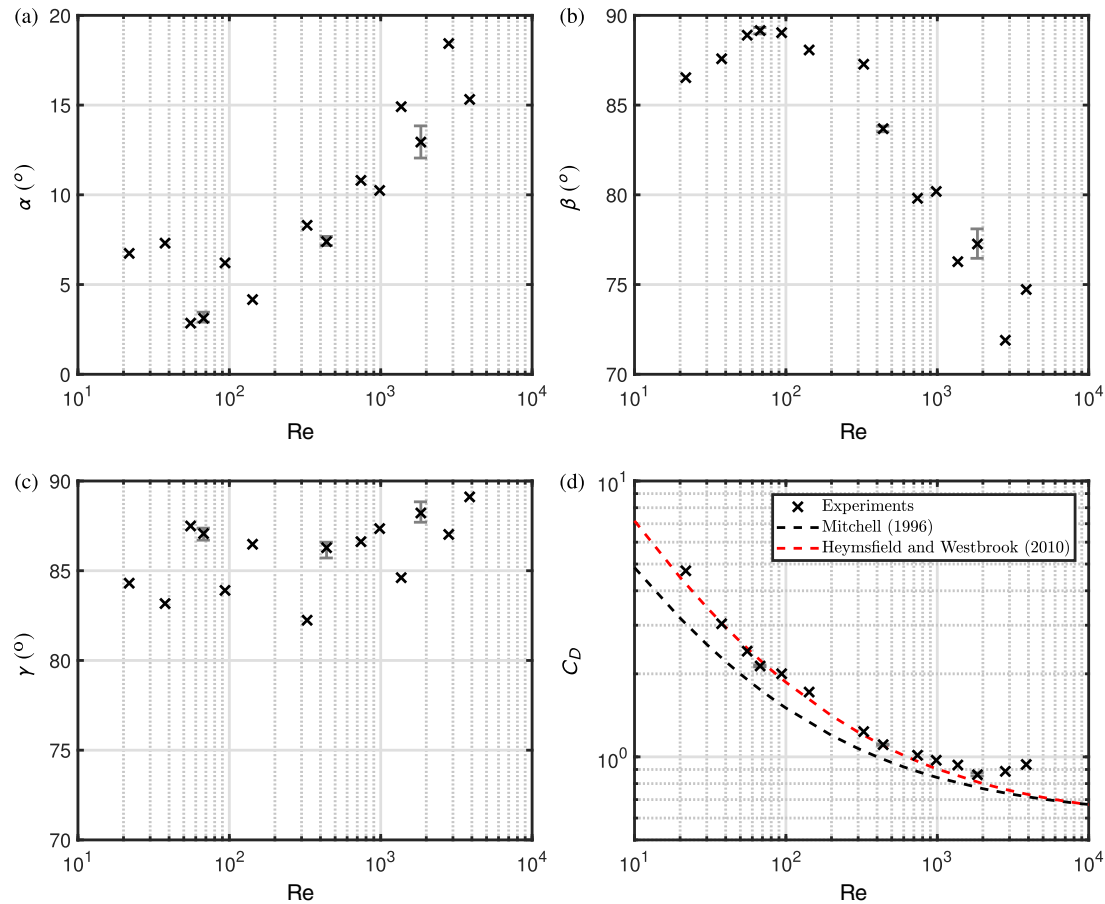 (a)
20
15
10
5
0
α (°)
10^1
10^2
10^3
10^4
Re
(b)
90
85
80
75
70
β (°)
10^1
10^2
10^3
10^4
Re
(c)
90
85
80
75
70
γ (°)
10^1
10^2
10^3
10^4
Re
(d)
10^1
10^0
C_D
Experiments
Mitchell (1996)
Heymsfield and Westbrook (2010)
10^1
10^2
10^3
10^4
Re